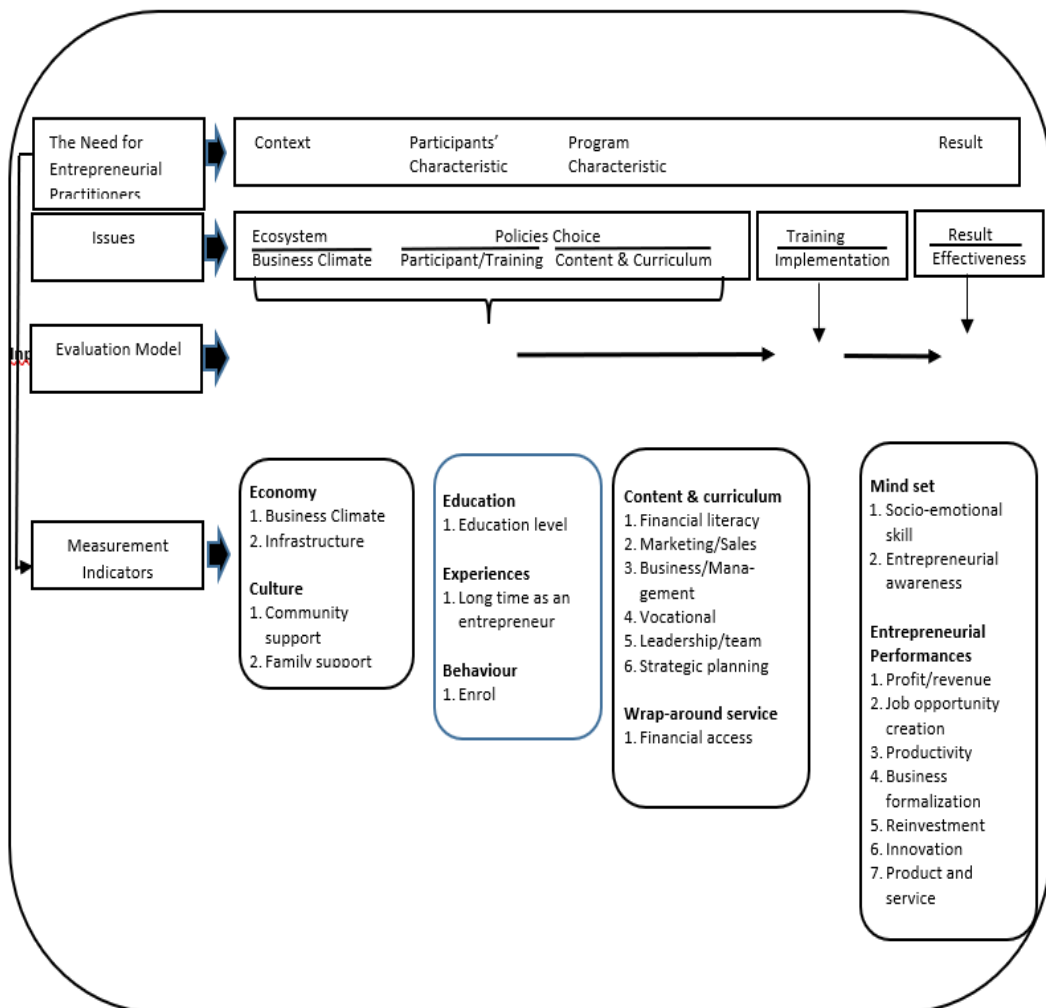 The Need for
Entrepreneurial
Practitioners
Context
Participants’
Characteristic
Program
Characteristic
Result
Issues
Ecosystem
Business Climate
Policies Choice
Participant/Training
Content & Curriculum
Training
Implementation
Result
Effectiveness
Inp
Evaluation Model
Measurement
Indicators
Economy
1. Business Climate
2. Infrastructure
Culture
1. Community
support
2. Family support
Education
1. Education level
Experiences
1. Long time as an
entrepreneur
Behaviour
1. Enrol
Content & curriculum
1. Financial literacy
2. Marketing/Sales
3. Business/Mana-
gement
4. Vocational
5. Leadership/team
6. Strategic planning
Wrap-around service
1. Financial access
Mind set
1. Socio-emotional
skill
2. Entrepreneurial
awareness
Entrepreneurial
Performances
1. Profit/revenue
2. Job opportunity
creation
3. Productivity
4. Business
formalization
5. Reinvestment
6. Innovation
7. Product and
service